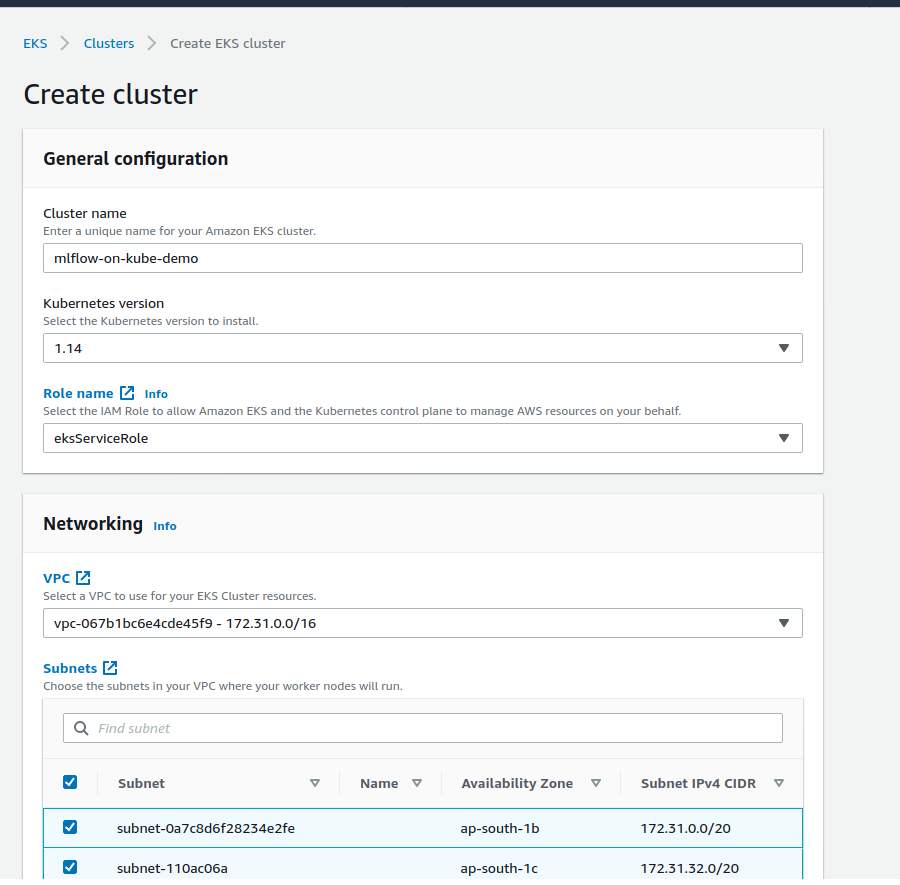 EKS > Clusters > Create EKS cluster
Create cluster
General configuration
Cluster name
Enter a unique name for your Amazon EKS cluster.
mlflow-on-kube-demo
Kubernetes version
Select the Kubernetes version to install.
1.14
Role name Info
Select the IAM Role to allow Amazon EKS and the Kubernetes control plane to manage AWS resources on your behalf.
eksServiceRole
Networking Info
VPC
Select a VPC to use for your EKS Cluster resources.
vpc-067b1bc6e4cde45f9 - 172.31.0.0/16
Subnets
Choose the subnets in your VPC where your worker nodes will run.
Find subnet
Subnet Name Availability Zone Subnet IPv4 CIDR
subnet-0a7c8d6f28234e2fe ap-south-1b 172.31.0.0/20
subnet-110ac06a ap-south-1c 172.31.32.0/20